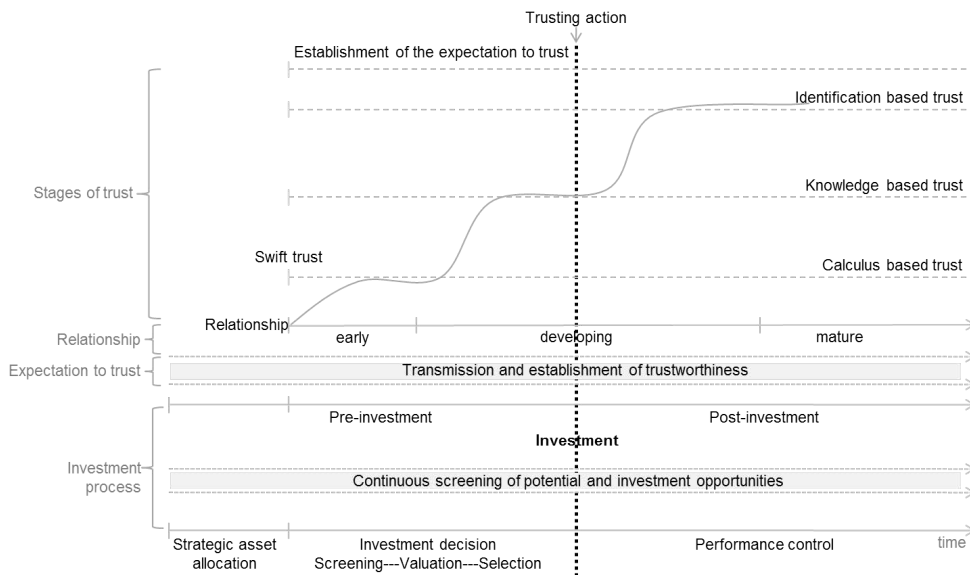 Trusting action
Establishment of the expectation to trust
Identification based trust
Stages of trust
Knowledge based trust
Swift trust
Calculus based trust
Relationship
Relationship
early
developing
mature
Expectation to trust
Transmission and establishment of trustworthiness
Pre-investment
Post-investment
Investment
Investment
process
Continuous screening of potential and investment opportunities
Strategic asset
allocation
Investment decision
Screening---Valuation---Selection
Performance control
time